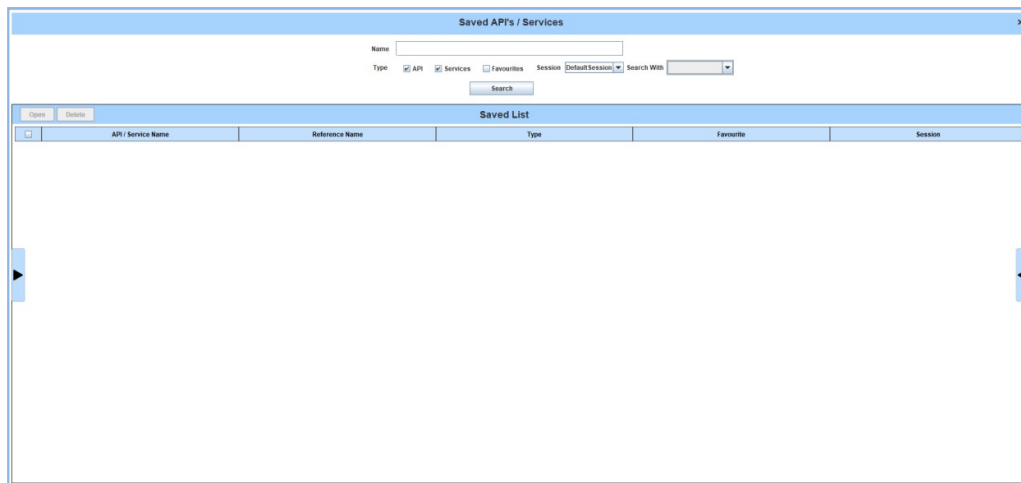 Saved API's / Services
Name
Type API Services Favourites Session DefaultSession Search With
Search
Open Delete Saved List
API / Service Name Reference Name Type Favourite Session